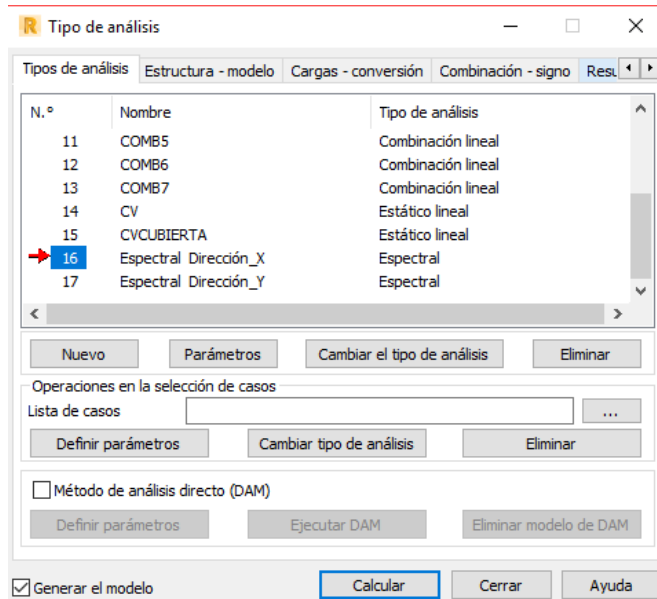 R Tipo de análisis
Tipos de análisis Estructura - modelo Cargas - conversión Combinación - signo Resu
N.º Nombre Tipo de análisis
11 COMB5 Combinación lineal
12 COMB6 Combinación lineal
13 COMB7 Combinación lineal
14 CV Estático lineal
15 CVCUBIERTA Estático lineal
16 Espectral Dirección_X Espectral
17 Espectral Dirección_Y Espectral
Nuevo Parámetros Cambiar el tipo de análisis Eliminar
Operaciones en la selección de casos
Lista de casos ...
Definir parámetros Cambiar tipo de análisis Eliminar
Método de análisis directo (DAM)
Definir parámetros Ejecutar DAM Eliminar modelo de DAM
Generar el modelo Calcular Cerrar Ayuda